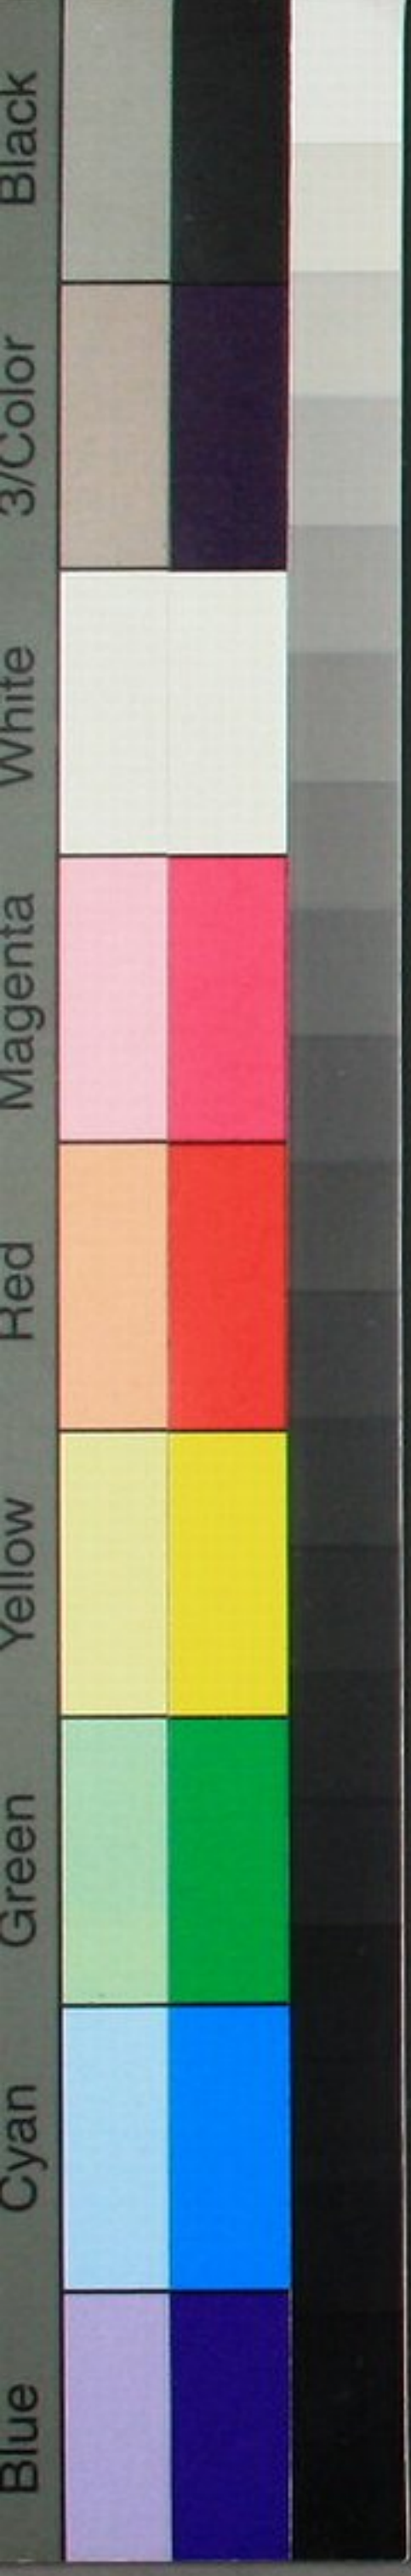 Black
3/Color
White
Magenta
Red
Yellow
Green
Cyan
Blue